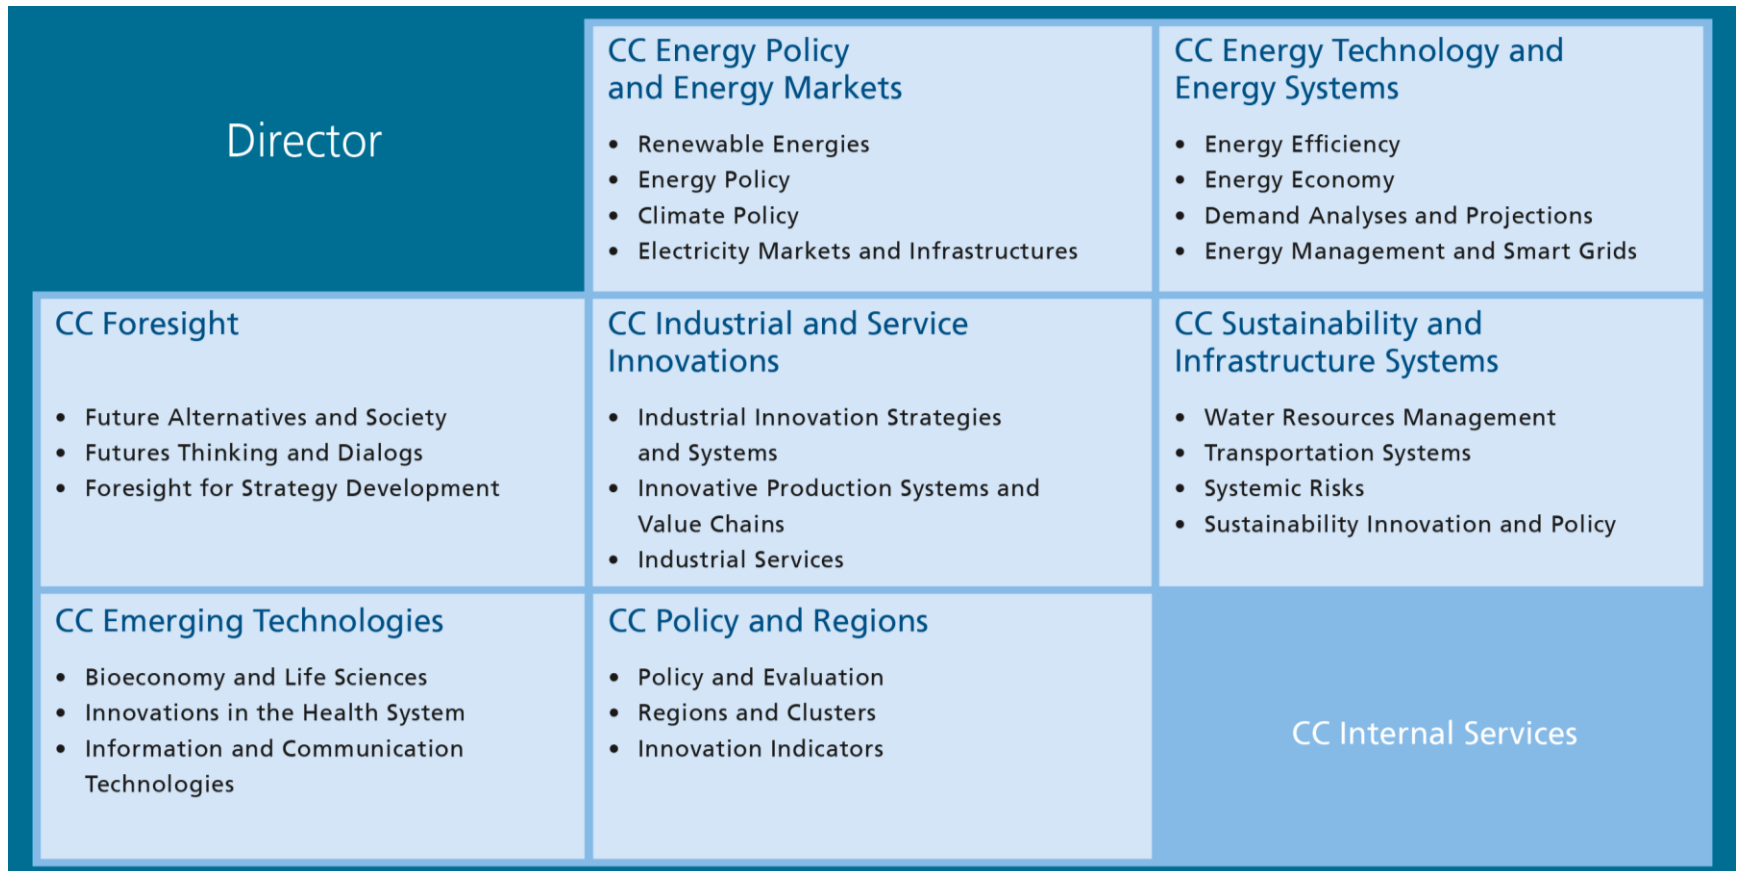 Director
CC Energy Policy
and Energy Markets
• Renewable Energies
• Energy Policy
• Climate Policy
• Electricity Markets and Infrastructures
CC Energy Technology and
Energy Systems
• Energy Efficiency
• Energy Economy
• Demand Analyses and Projections
• Energy Management and Smart Grids
CC Foresight
• Future Alternatives and Society
• Futures Thinking and Dialogs
• Foresight for Strategy Development
CC Industrial and Service
Innovations
• Industrial Innovation Strategies
and Systems
• Innovative Production Systems and
Value Chains
• Industrial Services
CC Sustainability and
Infrastructure Systems
• Water Resources Management
• Transportation Systems
• Systemic Risks
• Sustainability Innovation and Policy
CC Emerging Technologies
• Bioeconomy and Life Sciences
• Innovations in the Health System
• Information and Communication
Technologies
CC Policy and Regions
• Policy and Evaluation
• Regions and Clusters
• Innovation Indicators
CC Internal Services